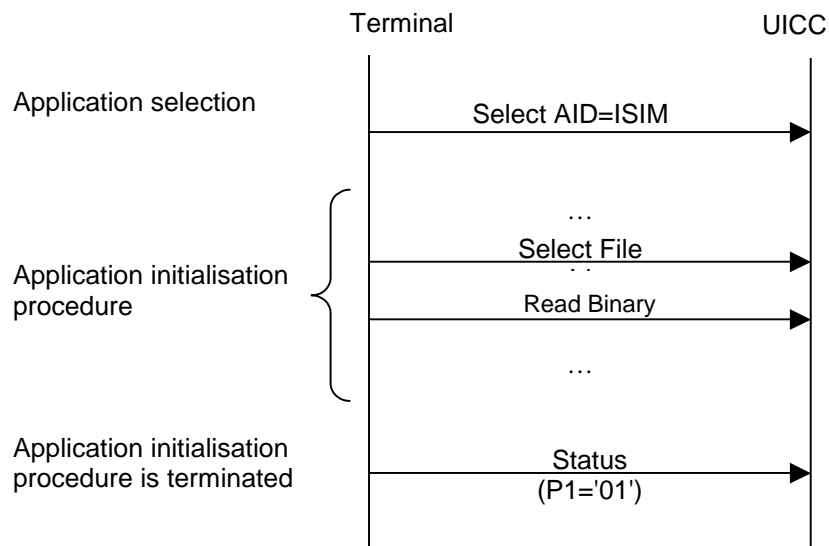 Terminal
UICC
Application selection
Select AID=ISIM
…
Select File
. .
Application initialisation
procedure
Read Binary
…
Application initialisation
procedure is terminated
Status
(P1='01')